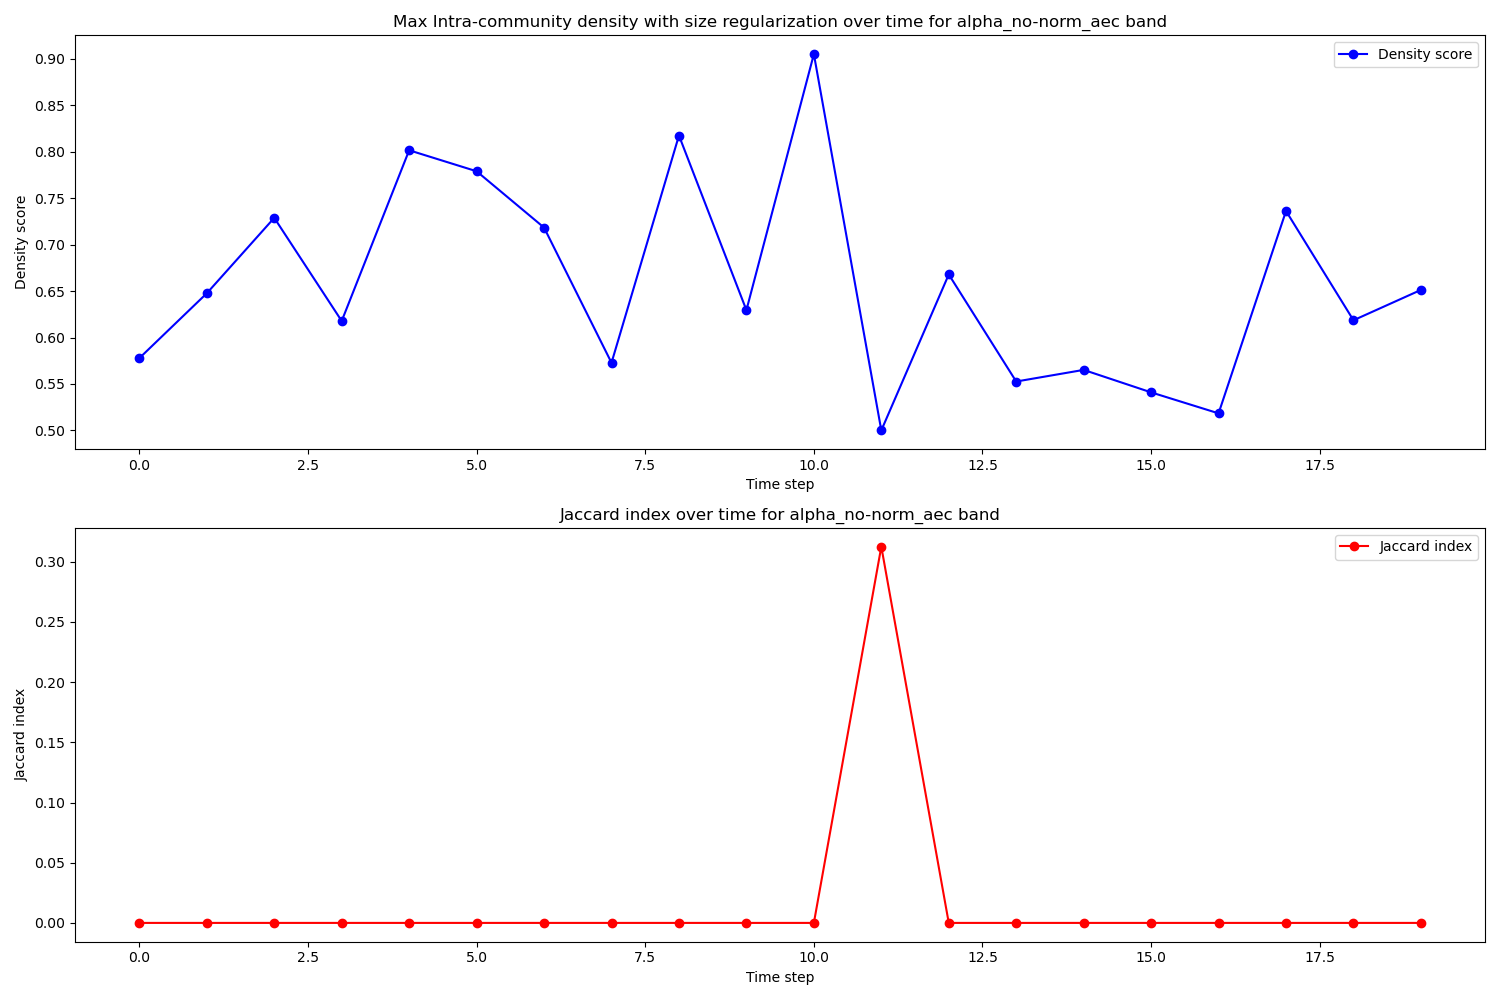 Max Intra-community density with size regularization over time for alpha_no-norm_aec band
Density score
0.90
0.85
0.80
0.75
0.70
0.65
0.60
0.55
0.50
Density score
0.0 2.5 5.0 7.5 10.0 12.5 15.0 17.5
Time step
Jaccard index over time for alpha_no-norm_aec band
Jaccard index
0.30
0.25
0.20
0.15
0.10
0.05
0.00
Jaccard index
0.0 2.5 5.0 7.5 10.0 12.5 15.0 17.5
Time step